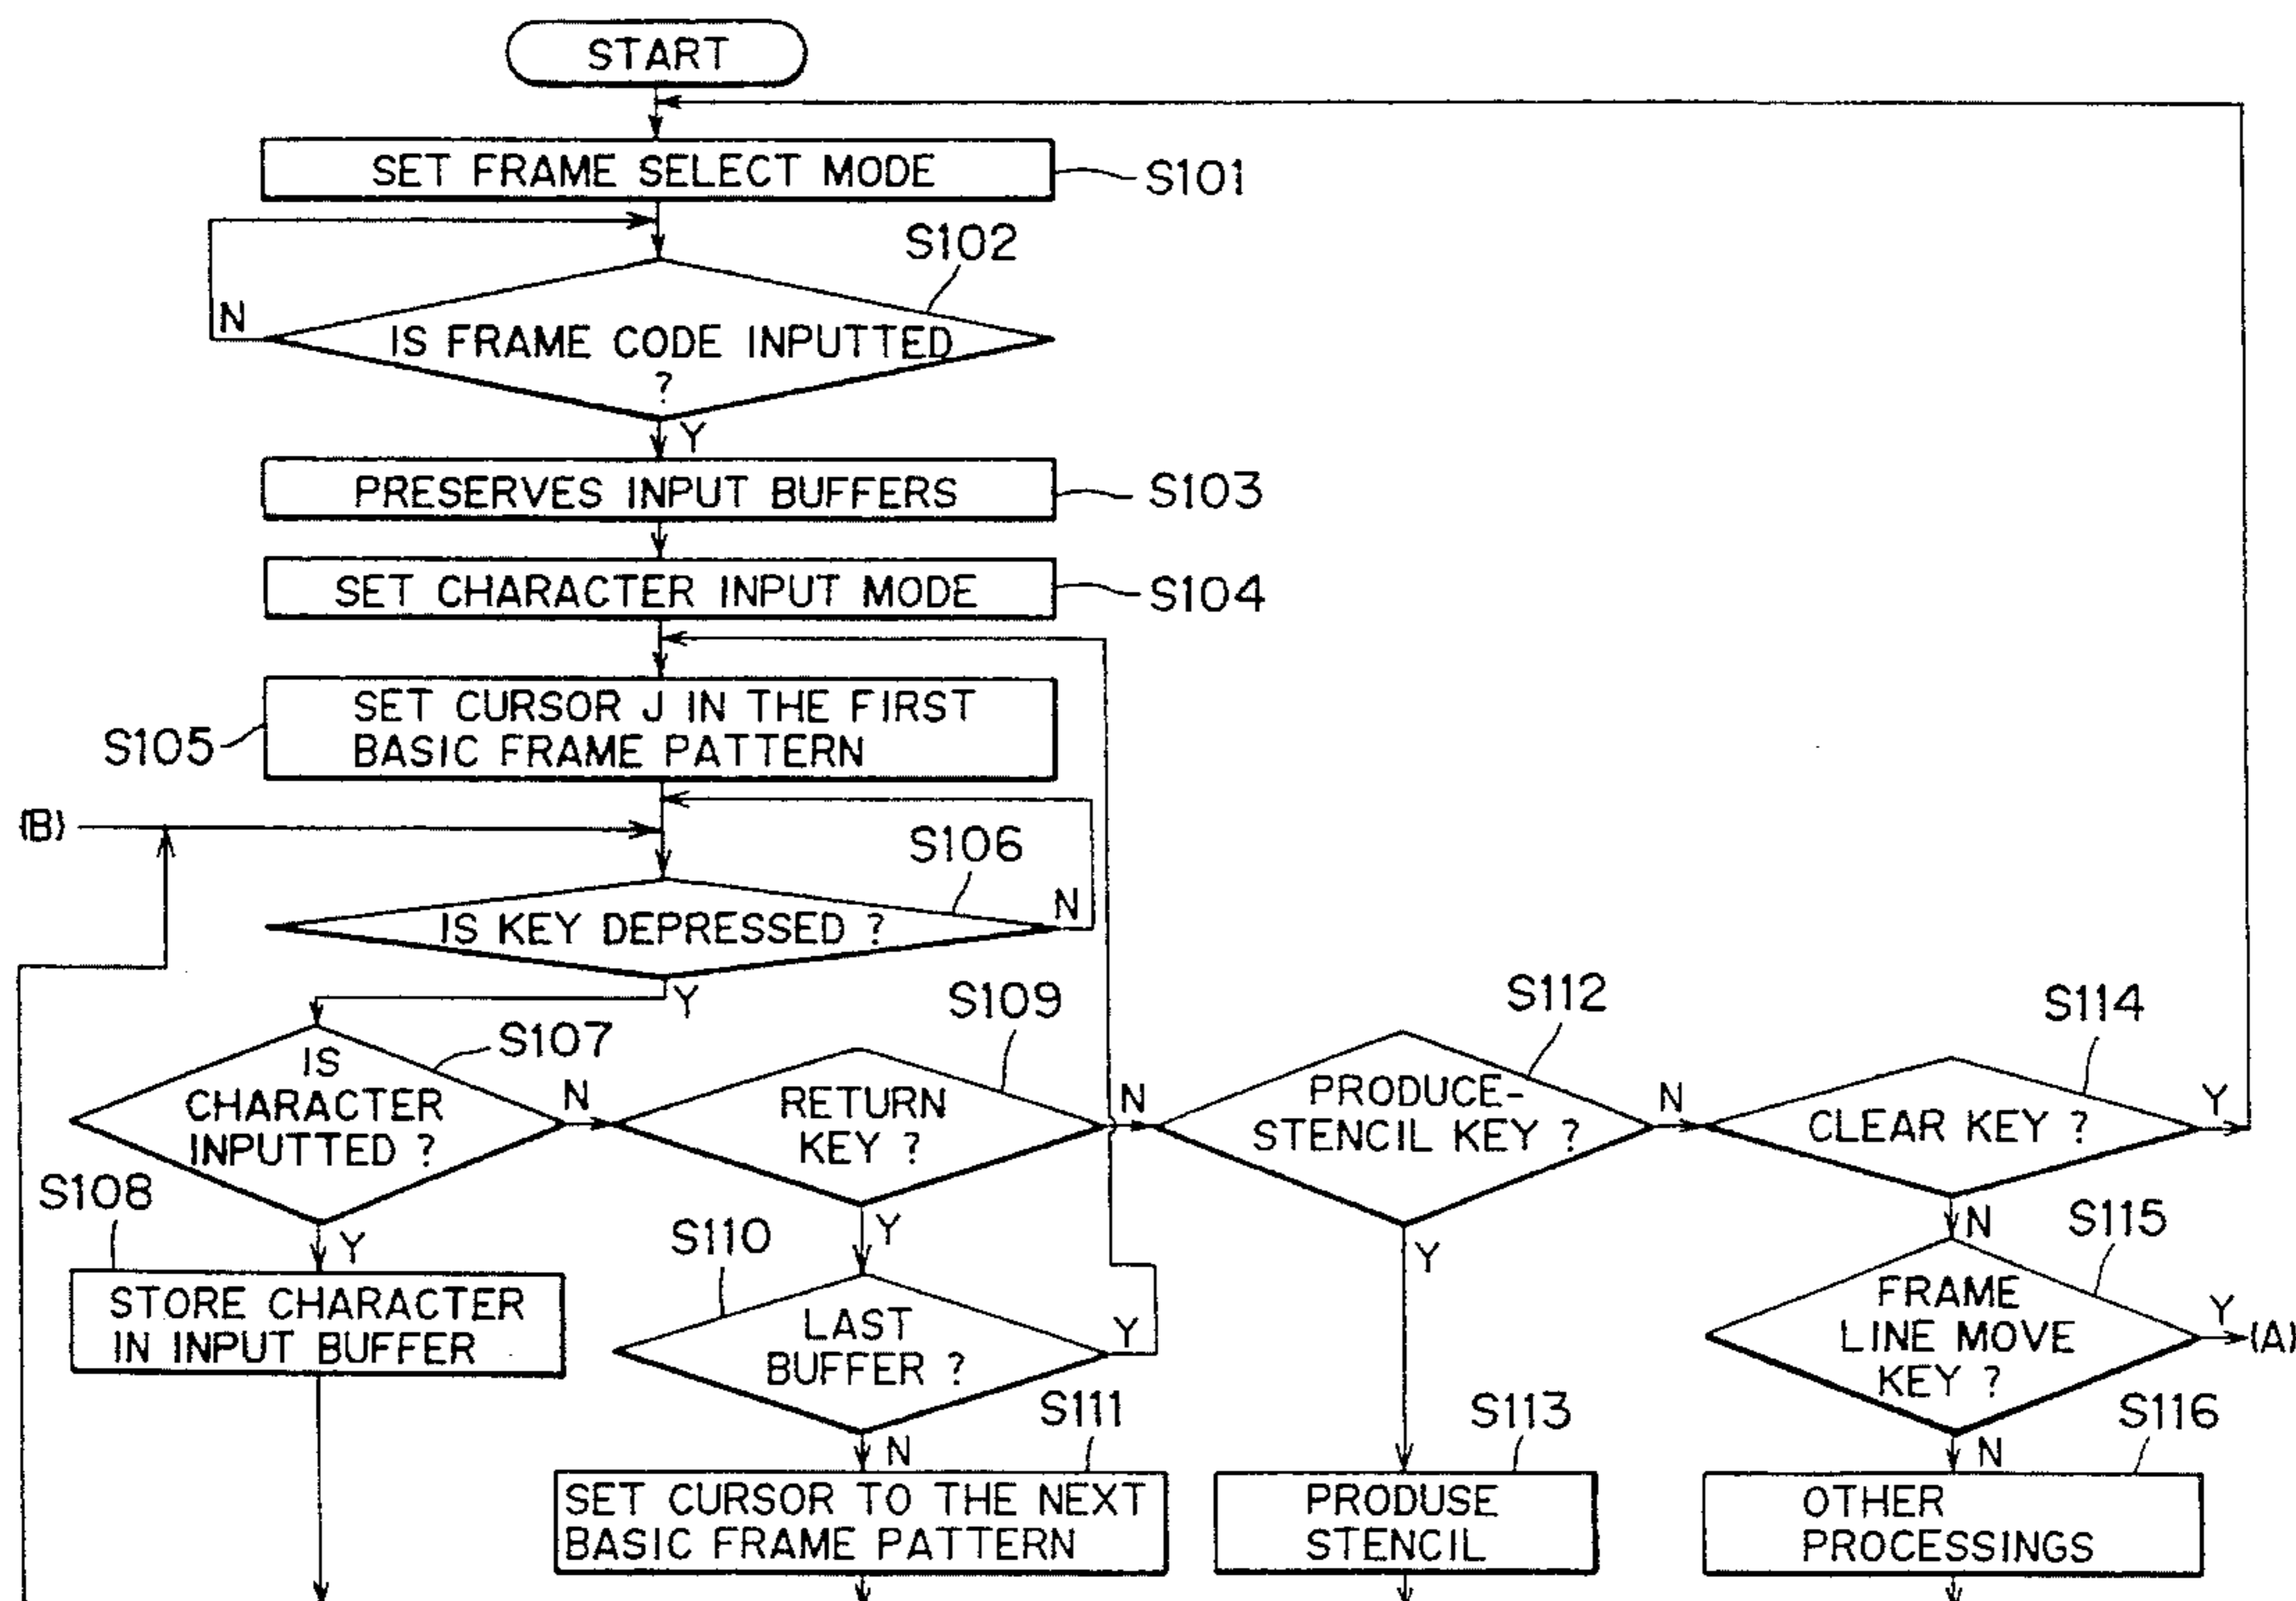 START
SET FRAME SELECT MODE
S101
S102
N
IS FRAME CODE INPUTTED
?
Y
PRESERVES INPUT BUFFERS
S103
SET CHARACTER INPUT MODE
S104
SET CURSOR J IN THE FIRST
BASIC FRAME PATTERN
S105
(B)
S106
IS KEY DEPRESSED ?
N
Y
S107
IS
CHARACTER
INPUTTED ?
N
Y
S108
STORE CHARACTER
IN INPUT BUFFER
S109
RETURN
KEY ?
N
Y
S110
LAST
BUFFER ?
Y
N
S111
SET CURSOR TO THE NEXT
BASIC FRAME PATTERN
S112
PRODUCE-
STENCIL KEY ?
N
Y
S113
PRODUSE
STENCIL
S114
CLEAR KEY ?
Y
N
S115
FRAME
LINE MOVE
KEY ?
Y
(A)
N
S116
OTHER
PROCESSINGS